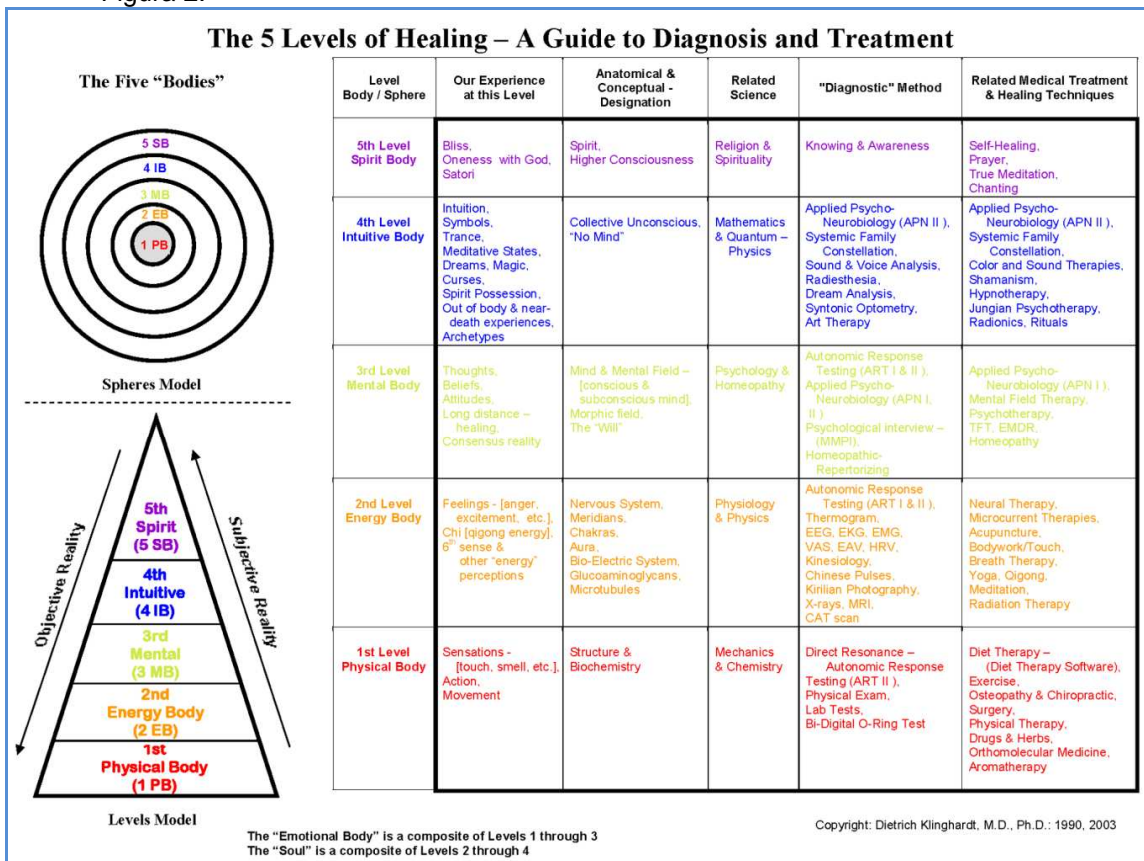 Figura 2.
The 5 Levels of Healing – A Guide to Diagnosis and Treatment
The Five "Bodies"
5 SB
4 IB
3 MB
2 EB
1 PB
Spheres Model
Objective Reality
Subjective Reality
5th
Spirit
(5 SB)
4th
Intuitive
(4 IB)
3rd
Mental
(3 MB)
2nd
Energy Body
(2 EB)
1st
Physical Body
(1 PB)
Levels Model
Level
Body / Sphere
Our Experience
at this Level
Anatomical &
Conceptual -
Designation
Related
Science
"Diagnostic" Method
Related Medical Treatment
& Healing Techniques
5th Level
Spirit Body
Bliss,
Oneness with God,
Satori
Spirit,
Higher Consciousness
Religion &
Spirituality
Knowing & Awareness
Self-Healing,
Prayer,
True Meditation,
Chanting
4th Level
Intuitive Body
Intuition,
Symbols,
Trance,
Meditative States,
Dreams, Magic,
Curses,
Spirit Possession,
Out of body & near-
death experiences,
Archetypes
Collective Unconscious,
"No Mind"
Mathematics
& Quantum –
Physics
Applied Psycho-
Neurobiology (APN II ),
Systemic Family
Constellation,
Sound & Voice Analysis,
Radiesthesia,
Dream Analysis,
Syntonic Optometry,
Art Therapy
Applied Psycho-
Neurobiology (APN II ),
Systemic Family
Constellation,
Color and Sound Therapies,
Shamanism,
Hypnotherapy,
Jungian Psychotherapy,
Radionics, Rituals
3rd Level
Mental Body
Thoughts,
Beliefs,
Attitudes,
Long distance –
healing,
Consensus reality
Mind & Mental Field –
[conscious &
subconscious mind],
Morphic field,
The "Will"
Psychology &
Homeopathy
Autonomic Response
Testing (ART I & II ),
Applied Psycho-
Neurobiology (APN I,
II )
Psychological interview –
(MMPI),
Homeopathic-
Repertorizing
Applied Psycho-
Neurobiology (APN I ),
Mental Field Therapy,
Psychotherapy,
TFT, EMDR,
Homeopathy
2nd Level
Energy Body
Feelings - [anger,
excitement, etc.],
Chi [qigong energy],
6th sense &
other "energy"
perceptions
Nervous System,
Meridians,
Chakras,
Aura,
Bio-Electric System,
Glucoaminoglycans,
Microtubules
Physiology
& Physics
Autonomic Response
Testing (ART I & II ),
Thermogram,
EEG, EKG, EMG,
VAS, EAV, HRV,
Kinesiology,
Chinese Pulses,
Kirilian Photography,
X-rays, MRI,
CAT scan
Neural Therapy,
Microcurrent Therapies,
Acupuncture,
Bodywork/Touch,
Breath Therapy,
Yoga, Qigong,
Meditation,
Radiation Therapy
1st Level
Physical Body
Sensations -
[touch, smell, etc.],
Action,
Movement
Structure &
Biochemistry
Mechanics
& Chemistry
Direct Resonance –
Autonomic Response
Testing (ART II ),
Physical Exam,
Lab Tests,
Bi-Digital O-Ring Test
Diet Therapy –
(Diet Therapy Software),
Exercise,
Osteopathy & Chiropractic,
Surgery,
Physical Therapy,
Drugs & Herbs,
Orthomolecular Medicine,
Aromatherapy
The "Emotional Body" is a composite of Levels 1 through 3
The "Soul" is a composite of Levels 2 through 4
Copyright: Dietrich Klinghardt, M.D., Ph.D.: 1990, 2003